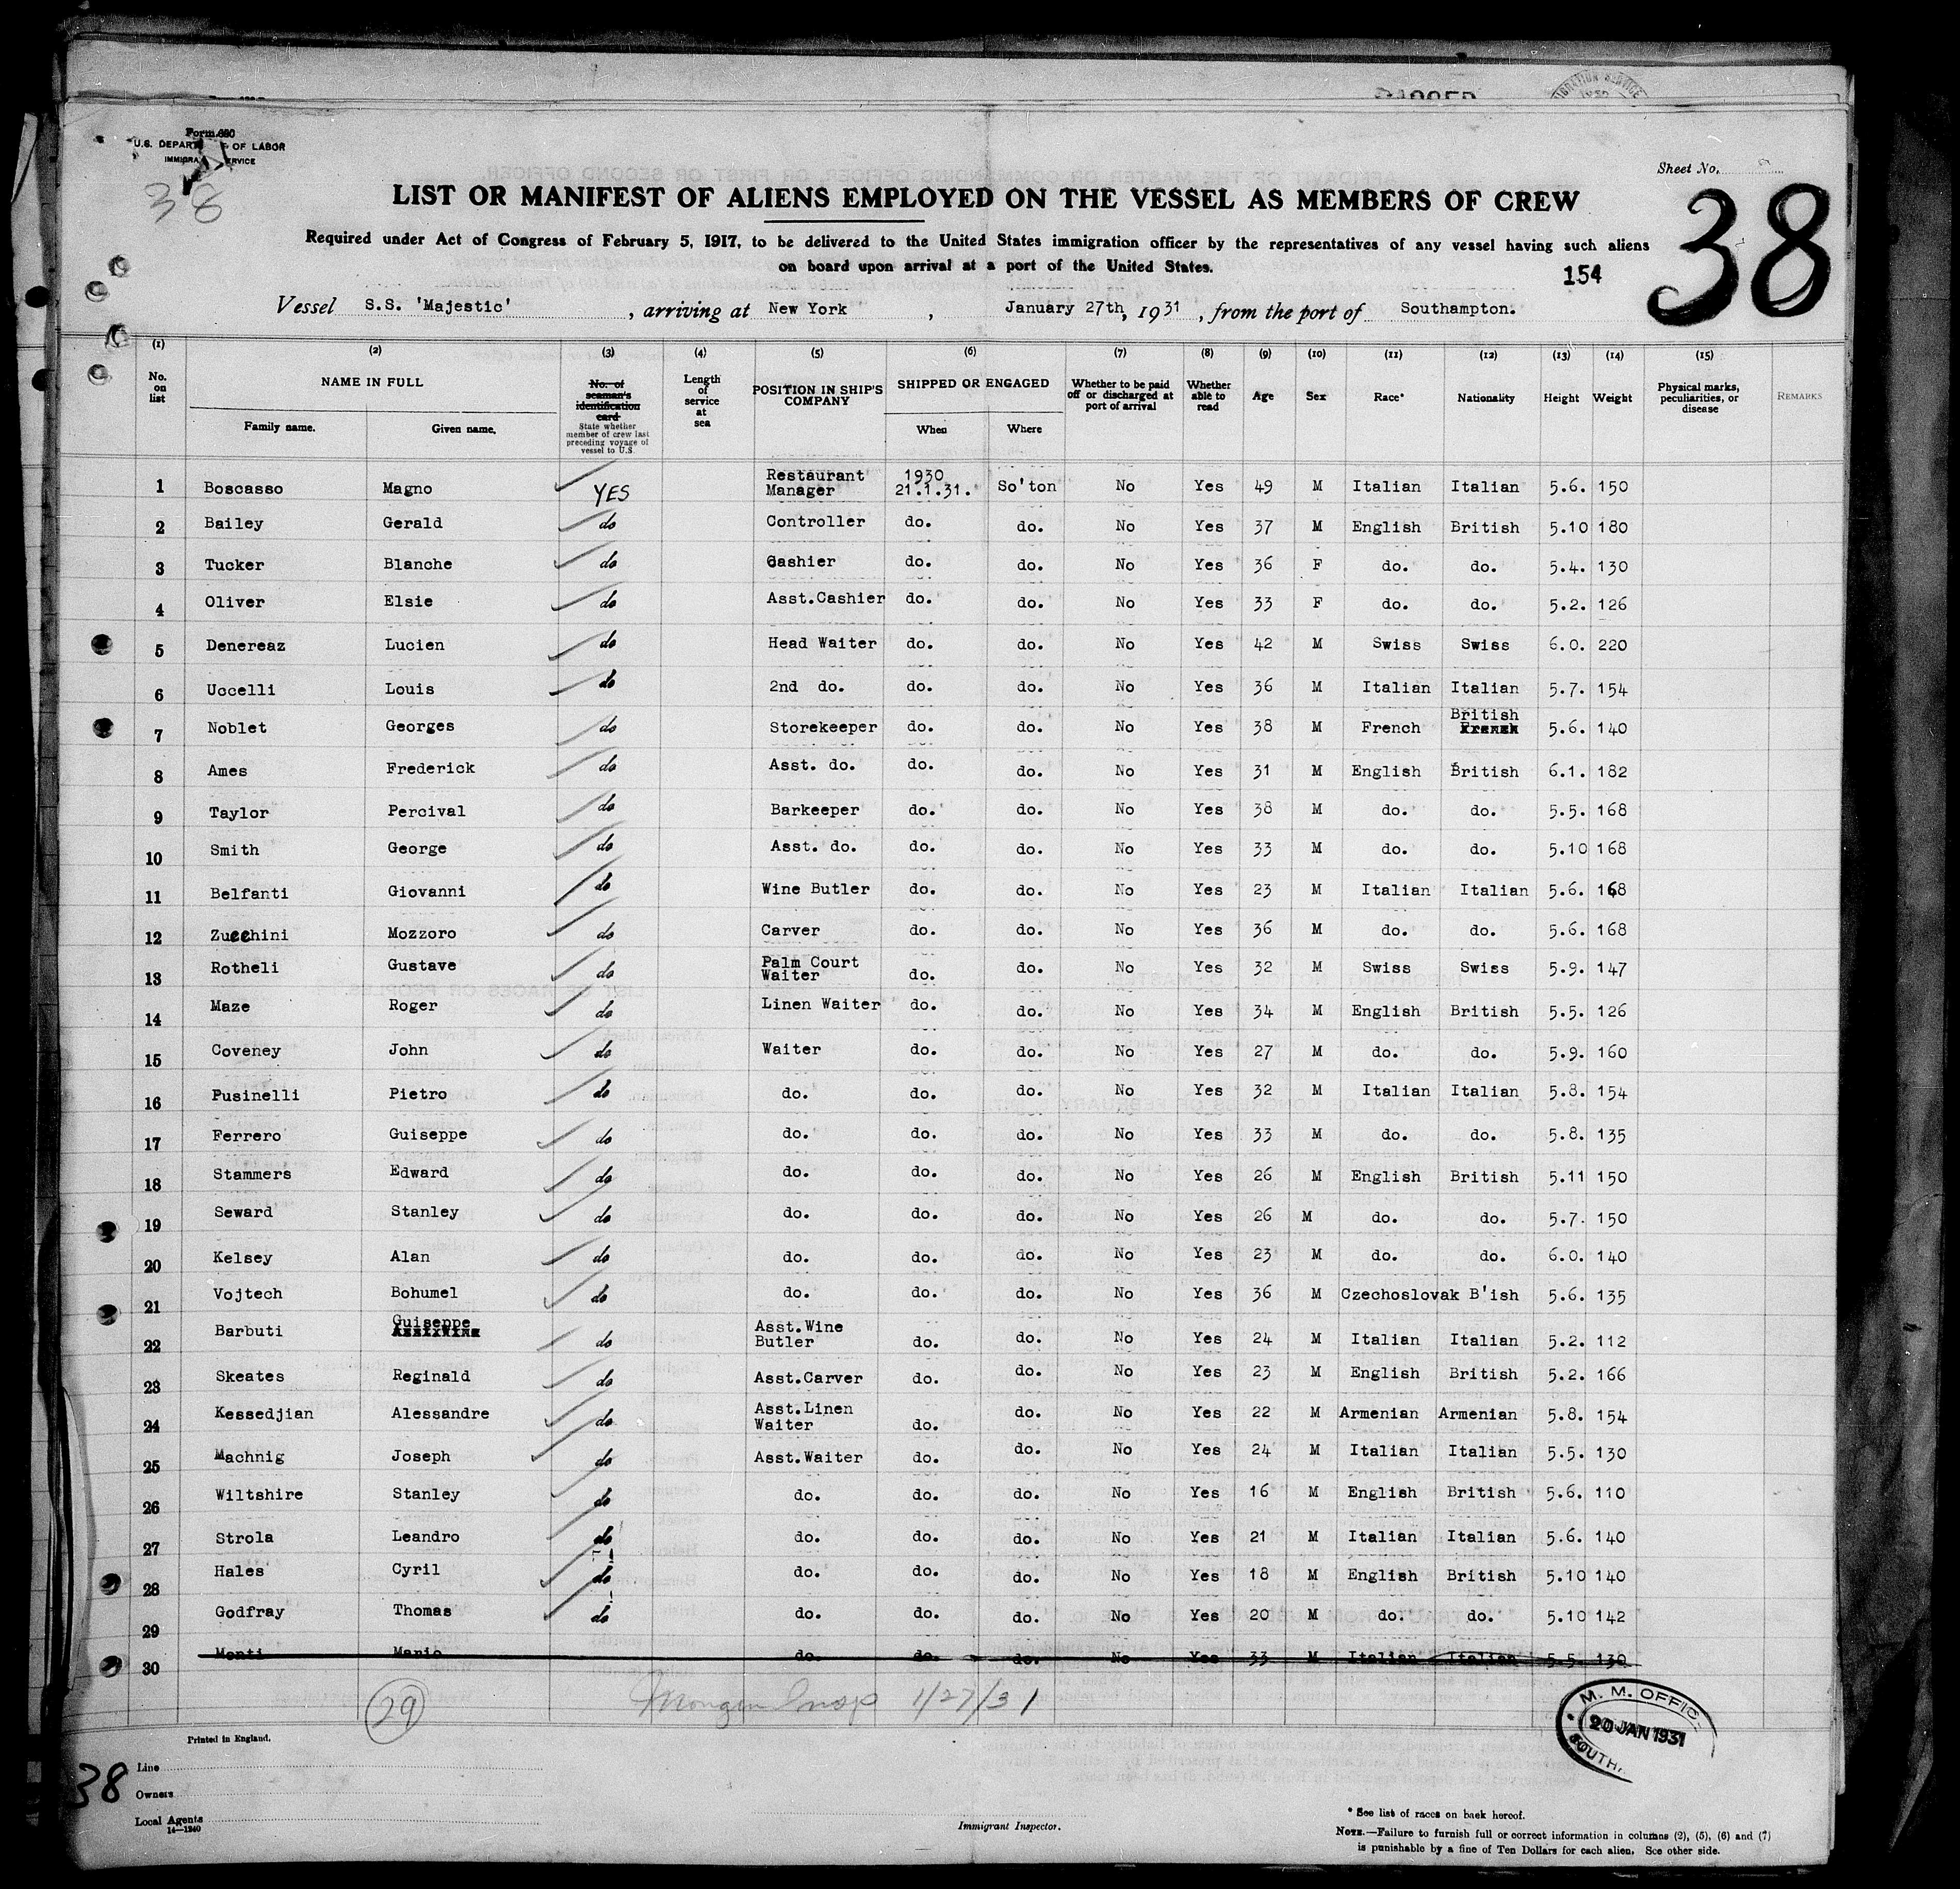 Form 680
U.S. DEPART OF LABOR
IMMIGRA ERVICE
38
Sheet No.
38
LIST OR MANIFEST OF ALIENS EMPLOYED ON THE VESSEL AS MEMBERS OF CREW
Required under Act of Congress of February 5, 1917, to be delivered to the United States immigration officer by the representatives of any vessel having such aliens
on board upon arrival at a port of the United States.
154
Vessel S.S. 'Majestic' , arriving at New York , January 27th, 1931 , from the port of Southampton.
(1) (2) (3) (4) (5) (6) (7) (8) (9) (10) (11) (12) (13) (14) (15)
No. on list NAME IN FULL Family name. Given name. No. of seaman's identification card State whether member of crew last preceding voyage of vessel to U.S. Length of service at sea POSITION IN SHIP'S COMPANY SHIPPED OR ENGAGED When Where Whether to be paid off or discharged at port of arrival Whether able to read Age Sex Race* Nationality Height Weight Physical marks, peculiarities, or disease REMARKS
1 Boscasso Magno YES Restaurant Manager 1930 21.1.31. So'ton No Yes 49 M Italian Italian 5.6. 150
2 Bailey Gerald do Controller do. do. No Yes 37 M English British 5.10 180
3 Tucker Blanche do Cashier do. do. No Yes 36 F do. do. 5.4. 130
4 Oliver Elsie do Asst.Cashier do. do. No Yes 33 F do. do. 5.2. 126
5 Denereaz Lucien do Head Waiter do. do. No Yes 42 M Swiss Swiss 6.0. 220
6 Uccelli Louis do 2nd do. do. do. No Yes 36 M Italian Italian 5.7. 154
7 Noblet Georges do Storekeeper do. do. No Yes 38 M French British 5.6. 140
8 Ames Frederick do Asst. do. do. do. No Yes 31 M English British 6.1. 182
9 Taylor Percival do Barkeeper do. do. No Yes 38 M do. do. 5.5. 168
10 Smith George do Asst. do. do. do. No Yes 33 M do. do. 5.10 168
11 Belfanti Giovanni do Wine Butler do. do. No Yes 23 M Italian Italian 5.6. 168
12 Zucchini Mozzoro do Carver do. do. No Yes 36 M do. do. 5.6. 168
13 Rotheli Gustave do Palm Court Waiter do. do. No Yes 32 M Swiss Swiss 5.9. 147
14 Maze Roger do Linen Waiter do. do. No Yes 34 M English British 5.5. 126
15 Coveney John do Waiter do. do. No Yes 27 M do. do. 5.9. 160
16 Pusinelli Pietro do do. do. do. No Yes 32 M Italian Italian 5.8. 154
17 Ferrero Guiseppe do do. do. do. No Yes 33 M do. do. 5.8. 135
18 Stammers Edward do do. do. do. No Yes 26 M English British 5.11 150
19 Seward Stanley do do. do. do. No Yes 26 M do. do. 5.7. 150
20 Kelsey Alan do do. do. do. No Yes 23 M do. do. 6.0. 140
21 Vojtech Bohumel do do. do. do. No Yes 36 M Czechoslovak B'ish 5.6. 135
22 Barbuti Guiseppe do Asst.Wine Butler do. do. No Yes 24 M Italian Italian 5.2. 112
23 Skeates Reginald do Asst.Carver do. do. No Yes 23 M English British 5.2. 166
24 Kessedjian Alessandre do Asst.Linen Waiter do. do. No Yes 22 M Armenian Armenian 5.8. 154
25 Machnig Joseph do Asst.Waiter do. do. No Yes 24 M Italian Italian 5.5. 130
26 Wiltshire Stanley do do. do. do. No Yes 16 M English British 5.6. 110
27 Strola Leandro do do. do. do. No Yes 21 M Italian Italian 5.6. 140
28 Hales Cyril do do. do. do. No Yes 18 M English British 5.10 140
29 Godfray Thomas do do. do. do. No Yes 20 M do. do. 5.10 142
30 Monti Mario do. do. do. No Yes 33 M Italian Italian 5.5. 130
29 Insp 1/27/31
M. M. OFFIC
20 JAN 1931
SOUTH
Printed in England.
38
Line
Owners
Local Agents
14—1240
Immigrant Inspector.
* See list of races on back hereof.
NOTE.—Failure to furnish full or correct information in columns (2), (5), (6) and (7)
is punishable by a fine of Ten Dollars for each alien. See other side.